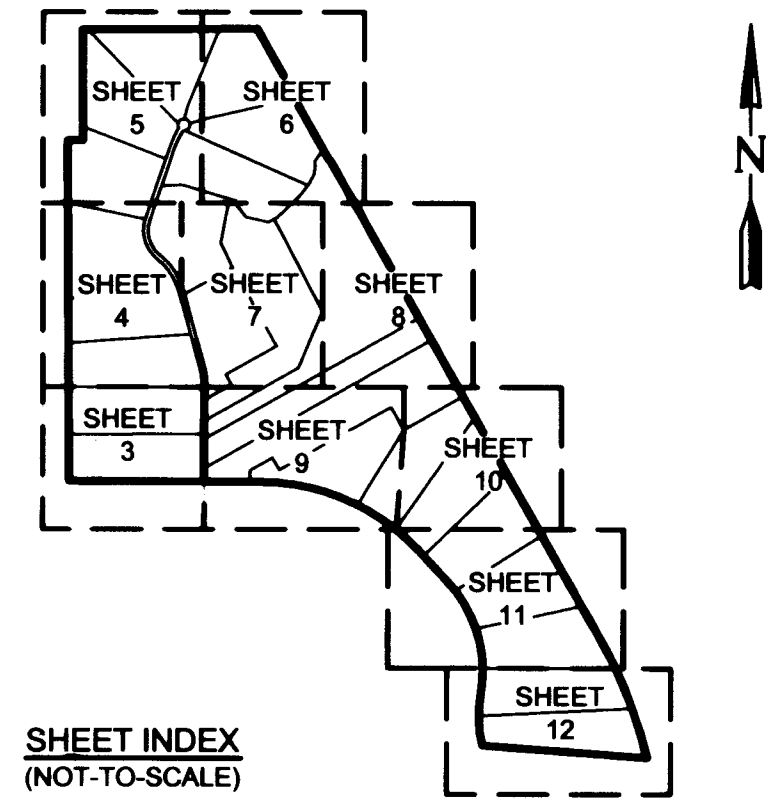 SHEET
5
SHEET
6
N
SHEET
4
SHEET
7
SHEET
8
SHEET
3
SHEET
9
SHEET
10
SHEET
11
SHEET
12
SHEET INDEX
(NOT-TO-SCALE)